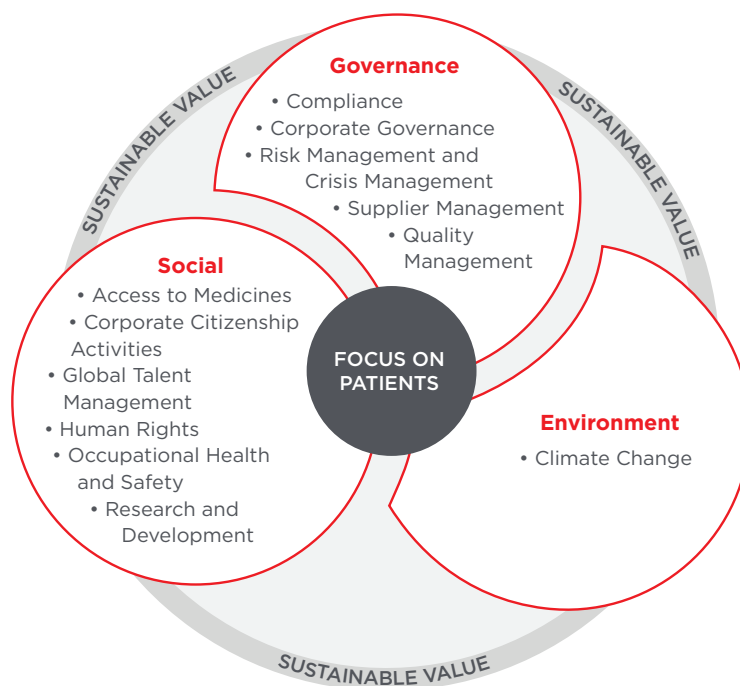 SUSTAINABLE VALUE
SUSTAINABLE VALUE
Governance
• Compliance
• Corporate Governance
• Risk Management and
Crisis Management
• Supplier Management
• Quality
Management
Social
• Access to Medicines
• Corporate Citizenship
Activities
• Global Talent
Management
• Human Rights
• Occupational Health
and Safety
• Research and
Development
FOCUS ON
PATIENTS
Environment
• Climate Change
SUSTAINABLE VALUE